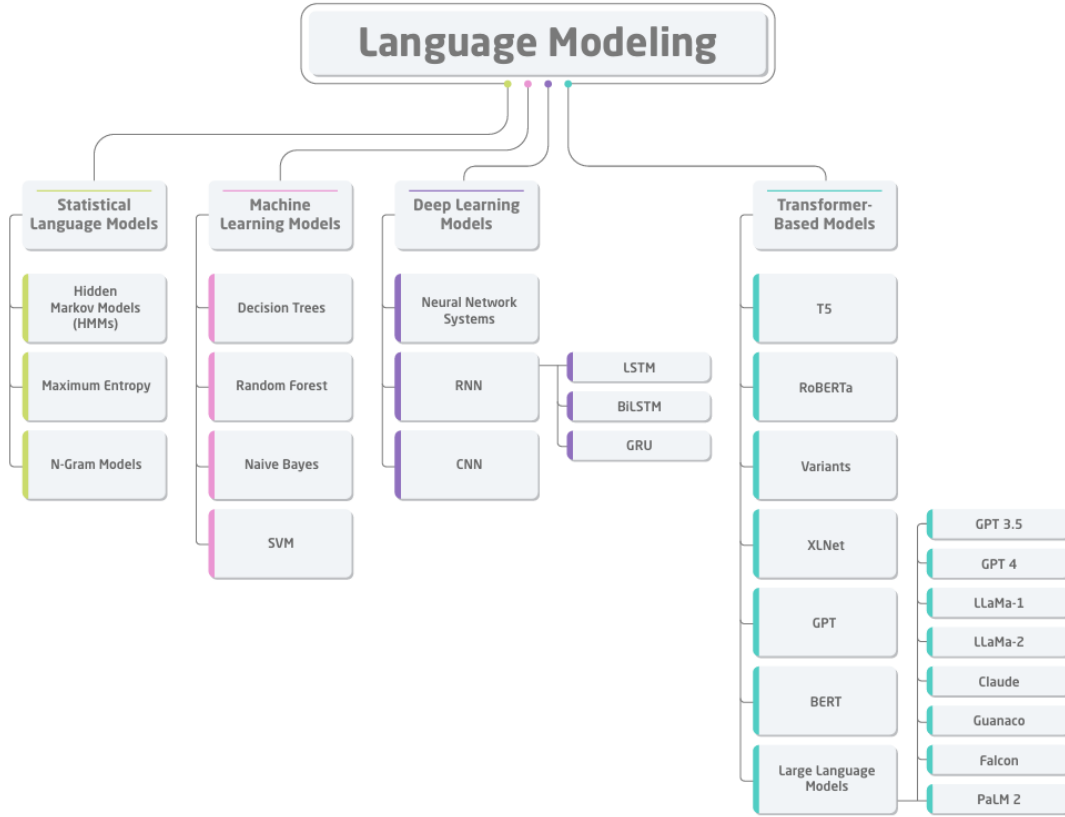 Language Modeling
Statistical
Language Models
Hidden
Markov Models
(HMMs)
Maximum Entropy
N-Gram Models
Machine
Learning Models
Decision Trees
Random Forest
Naive Bayes
SVM
Deep Learning
Models
Neural Network
Systems
RNN
LSTM
BiLSTM
GRU
CNN
Transformer-
Based Models
T5
RoBERTa
Variants
XLNet
GPT
BERT
Large Language
Models
GPT 3.5
GPT 4
LLaMa-1
LLaMa-2
Claude
Guanaco
Falcon
PaLM 2